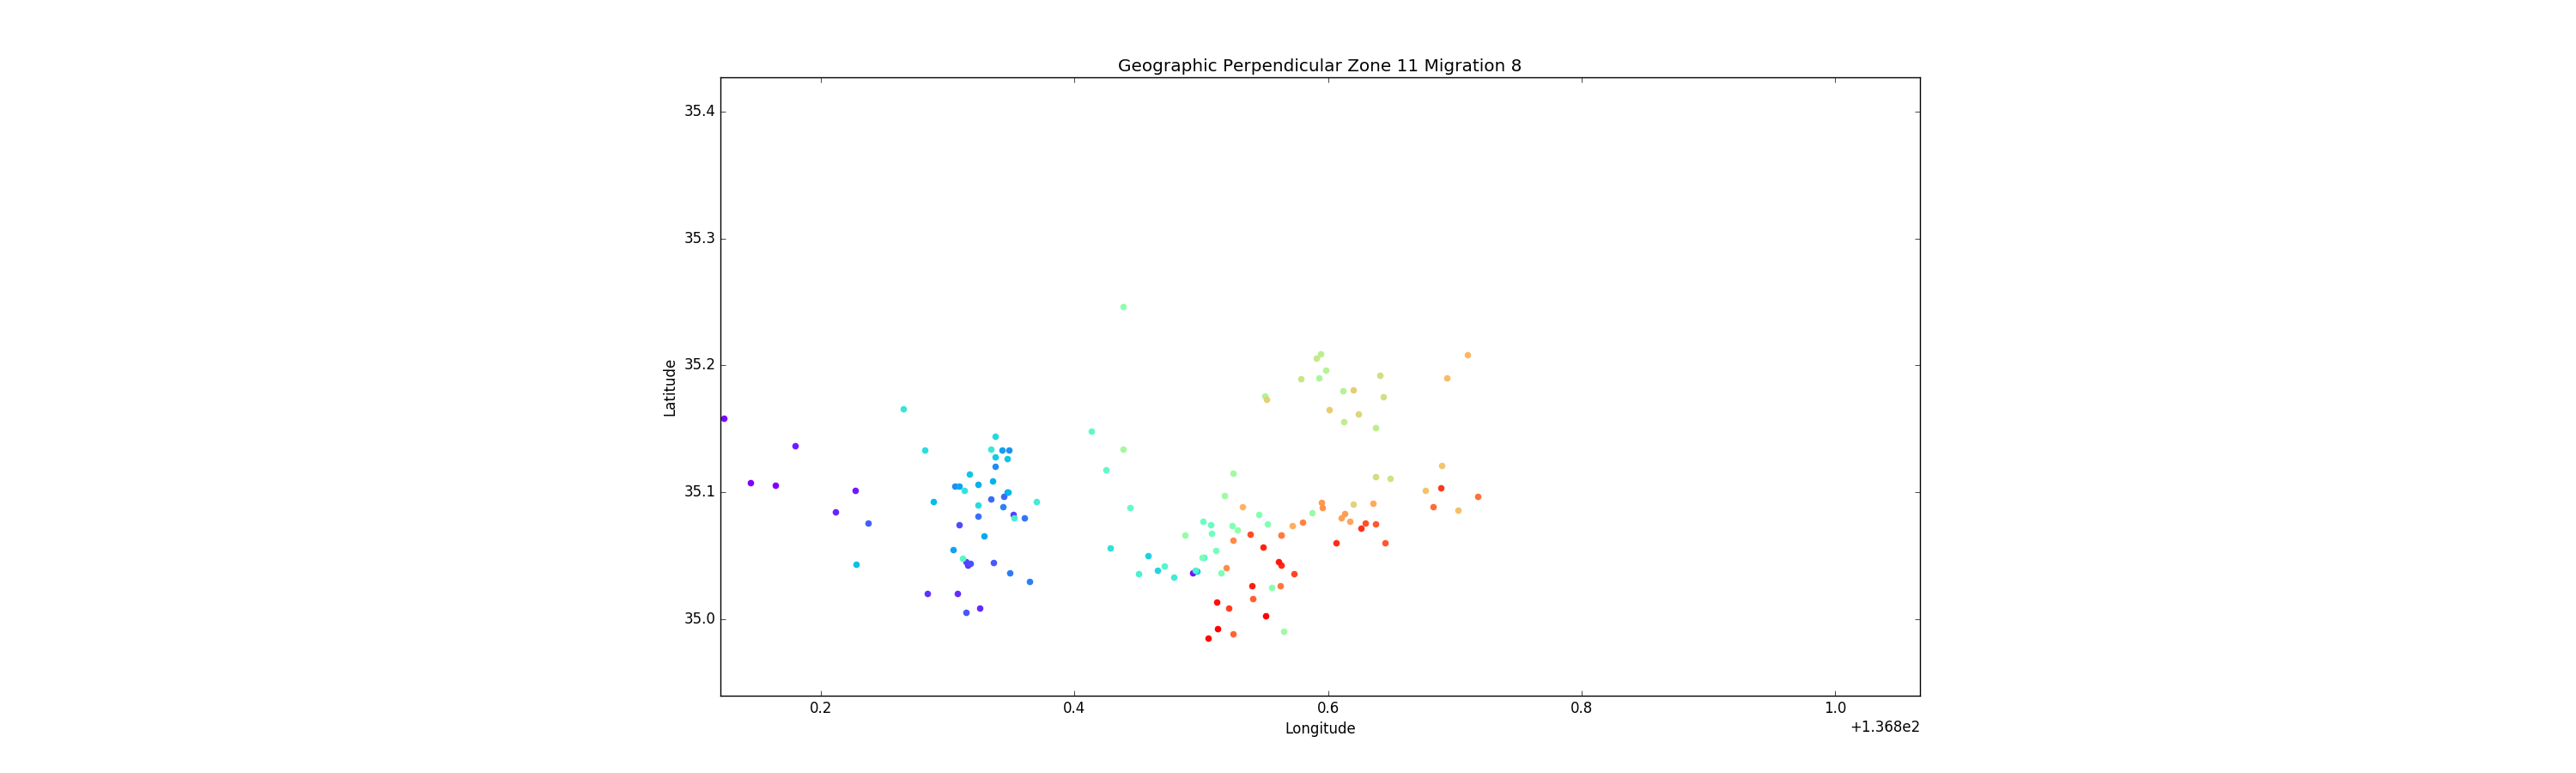 Geographic Perpendicular Zone 11 Migration 8
35.4
35.3
35.2
35.1
35.0
Latitude
0.2 0.4 0.6 0.8 1.0
Longitude
+1.368e2